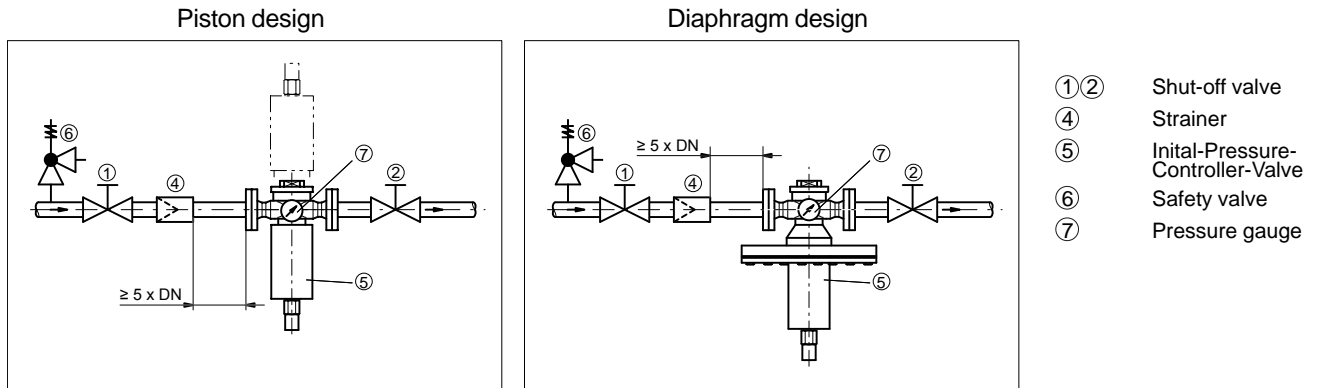 Piston design
⑥
①
④
⑦
②
⑤
≥ 5 x DN
Diaphragm design
⑥
≥ 5 x DN
①
④
⑦
②
⑤
①② Shut-off valve
④ Strainer
⑤ Inital-Pressure-
Controller-Valve
⑥ Safety valve
⑦ Pressure gauge